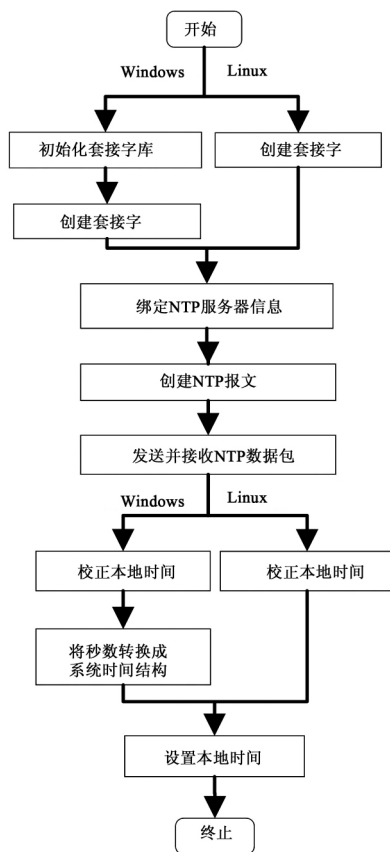 开始
Windows
Linux
初始化套接字库
创建套接字
创建套接字
绑定NTP服务器信息
创建NTP报文
发送并接收NTP数据包
Windows
Linux
校正本地时间
校正本地时间
将秒数转换成
系统时间结构
设置本地时间
终止